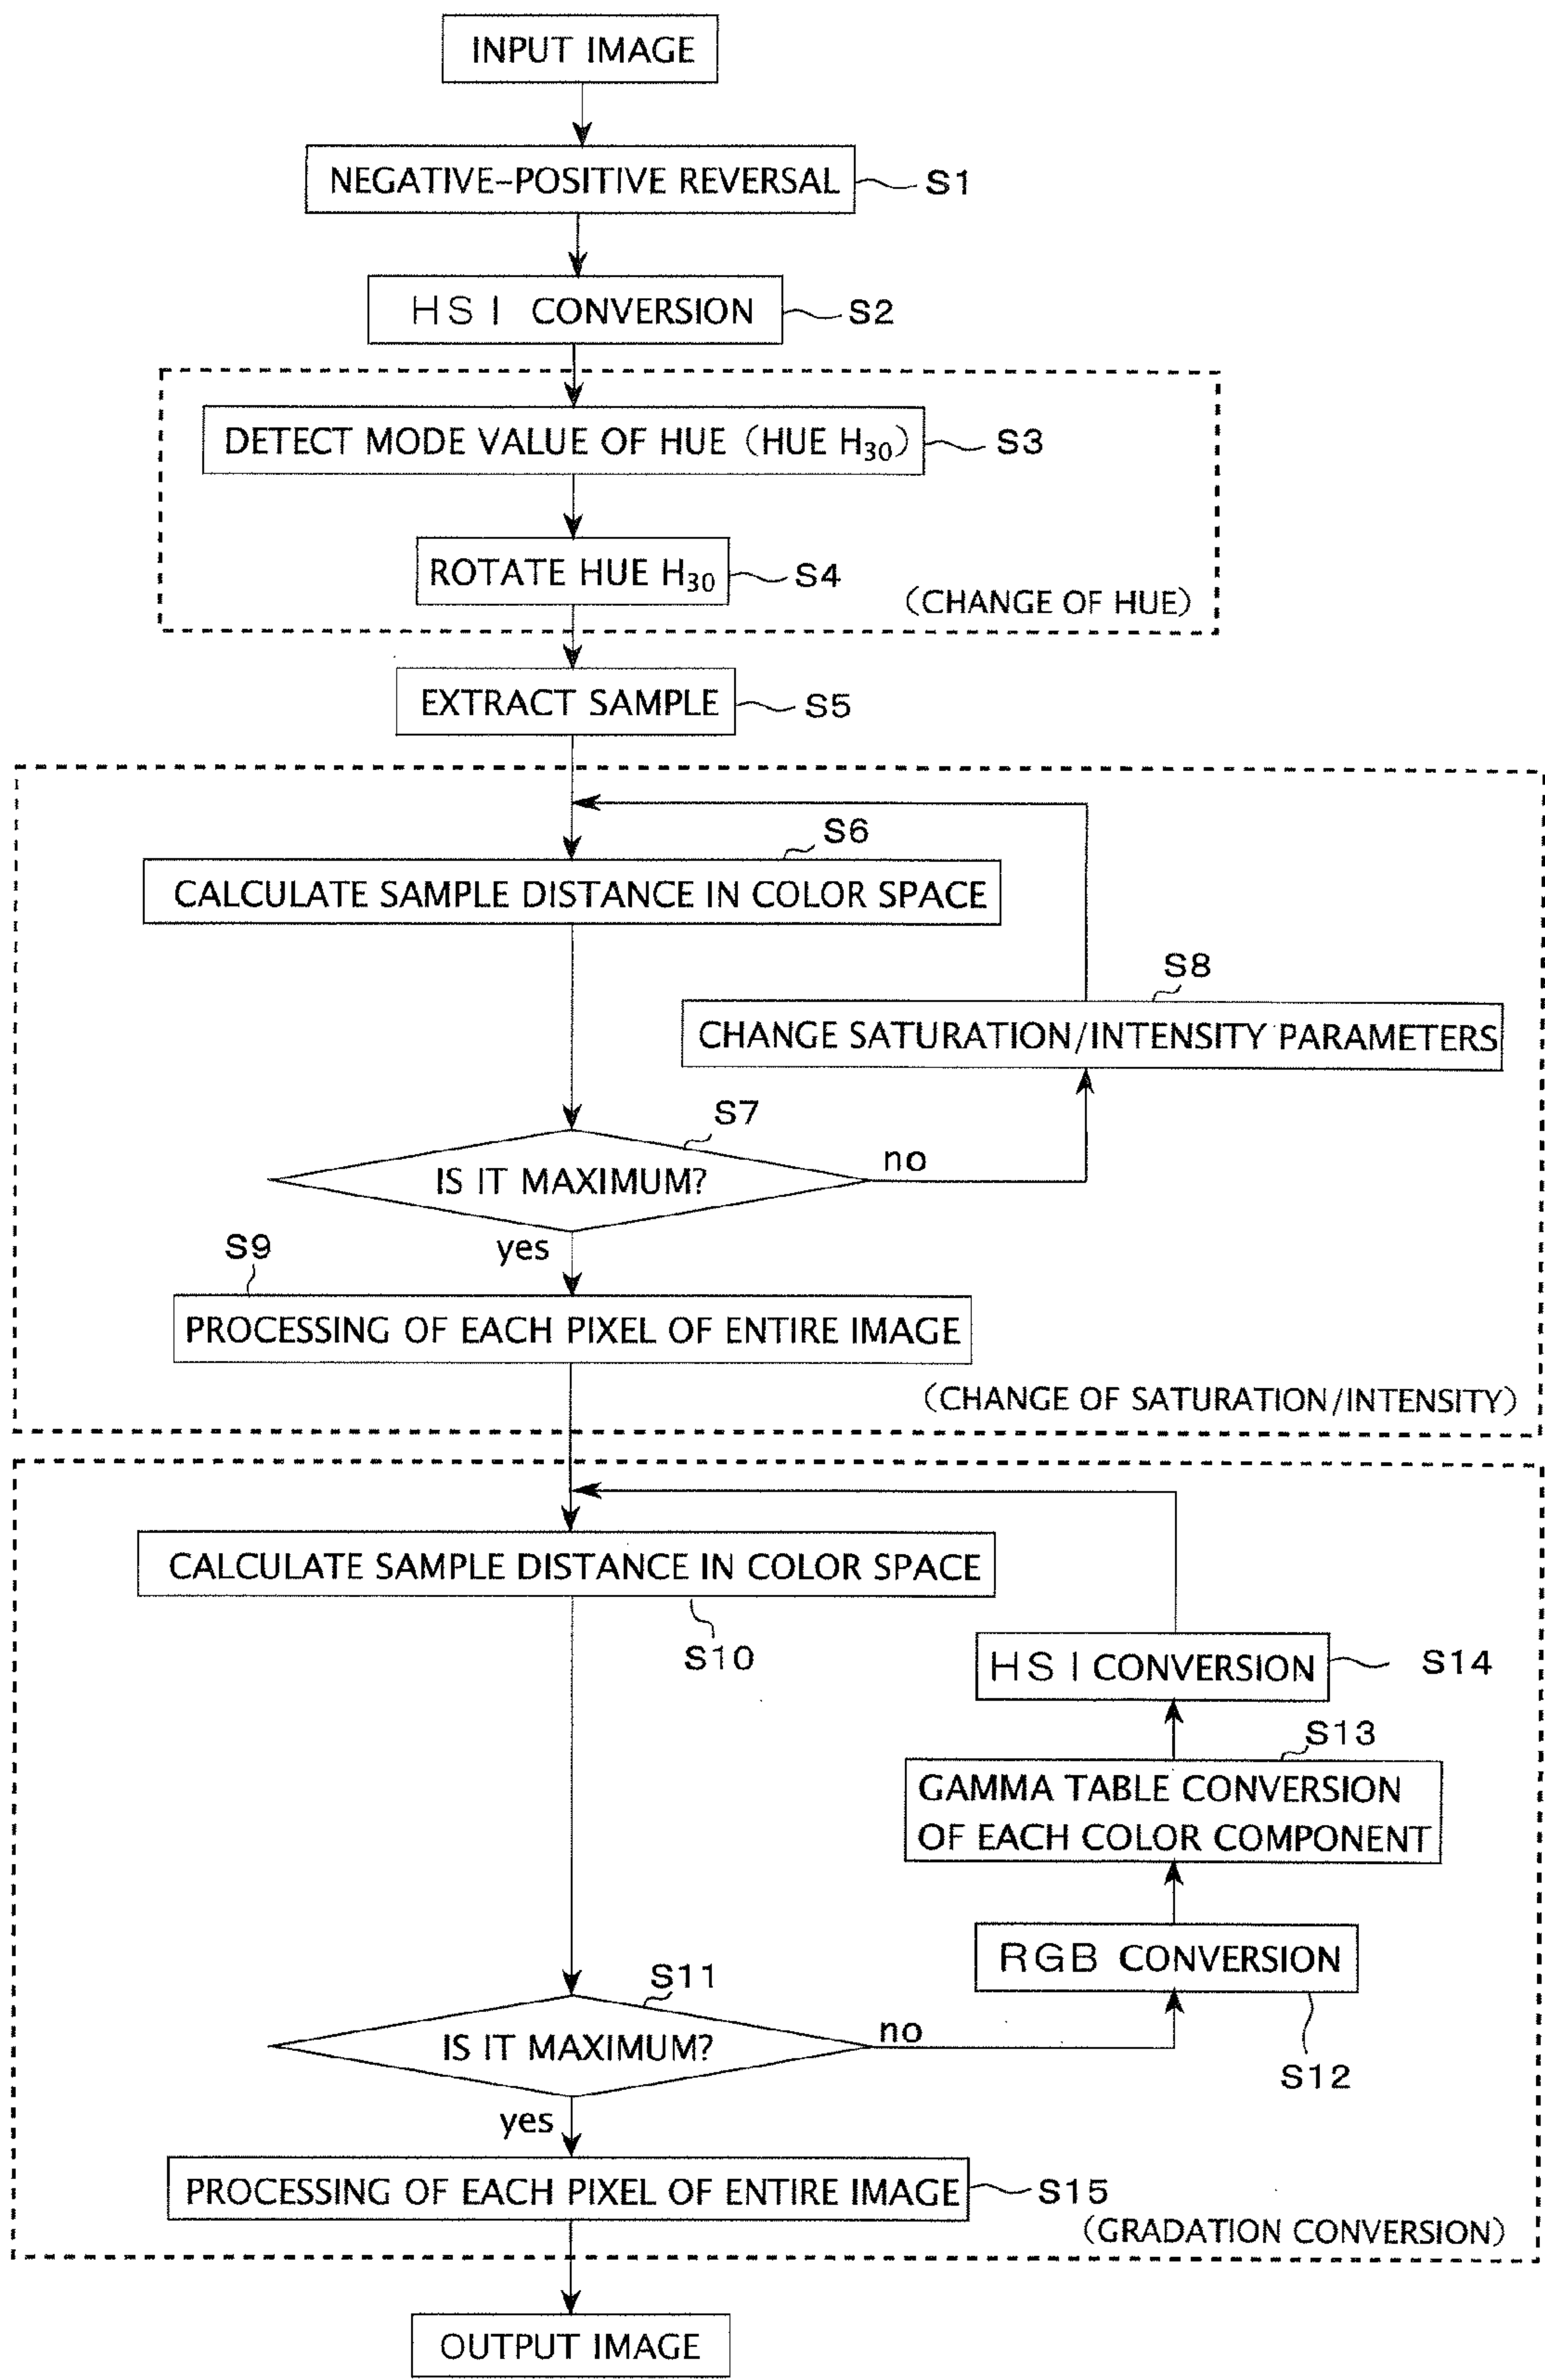 INPUT IMAGE
NEGATIVE-POSITIVE REVERSAL S1
HSI CONVERSION S2
DETECT MODE VALUE OF HUE (HUE H₃₀) S3
ROTATE HUE H₃₀ S4
(CHANGE OF HUE)
EXTRACT SAMPLE S5
S6
CALCULATE SAMPLE DISTANCE IN COLOR SPACE
S8
CHANGE SATURATION/INTENSITY PARAMETERS
S7
IS IT MAXIMUM? no
yes
S9
PROCESSING OF EACH PIXEL OF ENTIRE IMAGE
(CHANGE OF SATURATION/INTENSITY)
CALCULATE SAMPLE DISTANCE IN COLOR SPACE
S10
HSI CONVERSION S14
S13
GAMMA TABLE CONVERSION
OF EACH COLOR COMPONENT
RGB CONVERSION
S12
S11
IS IT MAXIMUM? no
yes
PROCESSING OF EACH PIXEL OF ENTIRE IMAGE S15
(GRADATION CONVERSION)
OUTPUT IMAGE